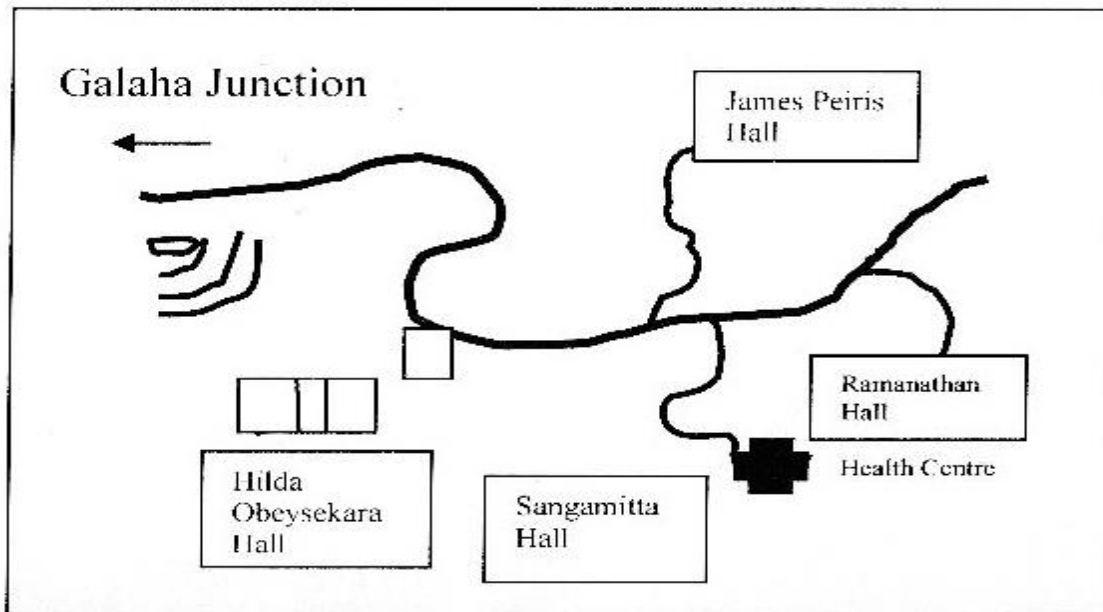 Galaha Junction
James Peiris
Hall
Ramanathan
Hall
Health Centre
Hilda
Obeysekara
Hall
Sangamitta
Hall